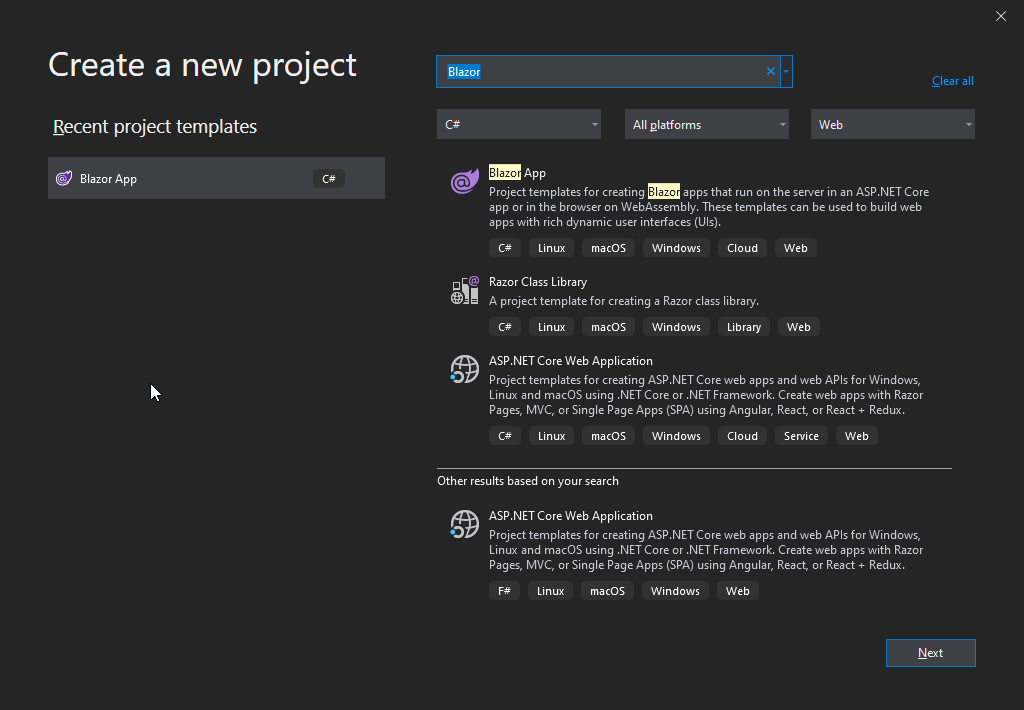 Create a new project
Recent project templates
Blazor App C#
Blazor
Clear all
C# All platforms Web
Blazor App
Project templates for creating Blazor apps that run on the server in an ASP.NET Core
app or in the browser on WebAssembly. These templates can be used to build web
apps with rich dynamic user interfaces (UIs).
C# Linux macOS Windows Cloud Web
Razor Class Library
A project template for creating a Razor class library.
C# Linux macOS Windows Library Web
ASP.NET Core Web Application
Project templates for creating ASP.NET Core web apps and web APIs for Windows,
Linux and macOS using .NET Core or .NET Framework. Create web apps with Razor
Pages, MVC, or Single Page Apps (SPA) using Angular, React, or React + Redux.
C# Linux macOS Windows Cloud Service Web
Other results based on your search
ASP.NET Core Web Application
Project templates for creating ASP.NET Core web apps and web APIs for Windows,
Linux and macOS using .NET Core or .NET Framework. Create web apps with Razor
Pages, MVC, or Single Page Apps (SPA) using Angular, React, or React + Redux.
F# Linux macOS Windows Web
Next